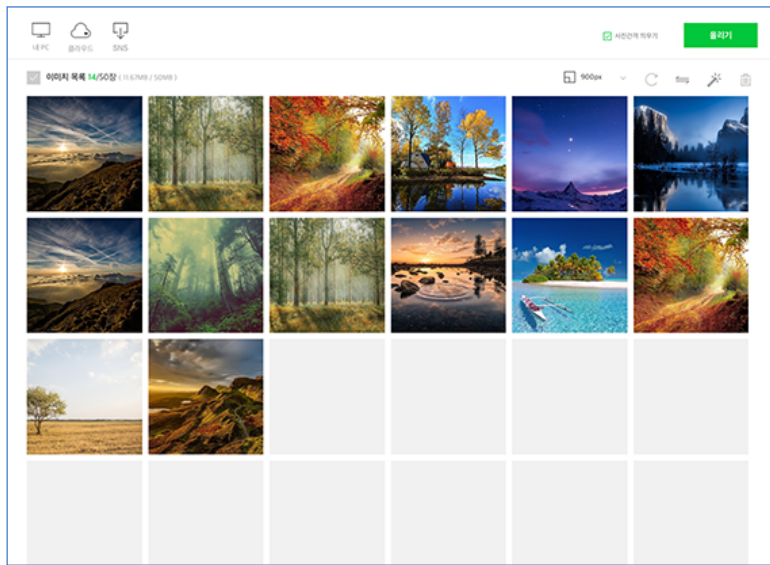 내 PC
클라우드
SNS
사진간격 띄우기
올리기
이미지 목록 14/50장 ( 11.67MB / 50MB )
900px